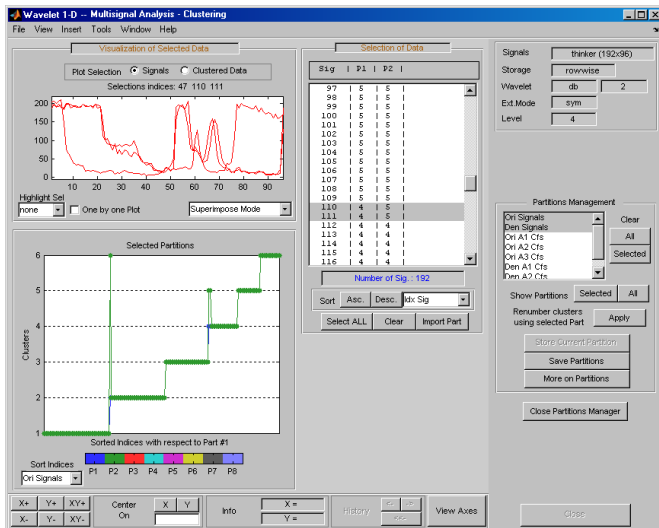 Wavelet 1-D -- Multisignal Analysis - Clustering
File View Insert Tools Window Help
Visualization of Selected Data
Plot Selection Signals Clustered Data
Selections indices: 47 110 111
200
150
100
50
0
10 20 30 40 50 60 70 80 90
Highlight Sel
none One by one Plot Superimpose Mode
Selected Partitions
6
5
4
3
2
1
Clusters
Sorted Indices with respect to Part #1
Sort Indices
Ori Signals
P1 P2 P3 P4 P5 P6 P7 P8
Selection of Data
Sig | P1 | P2 |
97 | 5 | 5 |
98 | 5 | 5 |
99 | 5 | 5 |
100 | 5 | 5 |
101 | 5 | 5 |
102 | 5 | 5 |
103 | 5 | 5 |
104 | 5 | 5 |
105 | 5 | 5 |
106 | 5 | 5 |
107 | 5 | 5 |
108 | 5 | 5 |
109 | 5 | 5 |
110 | 4 | 5 |
111 | 4 | 5 |
112 | 4 | 4 |
113 | 4 | 4 |
114 | 4 | 4 |
115 | 4 | 4 |
116 | 4 | 4 |
Number of Sig. : 192
Sort Asc. Desc. Idx Sig
Select ALL Clear Import Part
Signals thinker (192x96)
Storage rowwise
Wavelet db 2
Ext.Mode sym
Level 4
Partitions Management
Ori Signals
Den Signals
Ori A1 Cfs
Ori A2 Cfs
Ori A3 Cfs
Den A1 Cfs
Den A2 Cfs
Clear
All
Selected
Show Partitions Selected All
Renumber clusters
using selected Part
Apply
Store Current Partition
Save Partitions
More on Partitions
Close Partitions Manager
X+ Y+ XY+
X- Y- XY-
Center
On
X Y
Info
X =
Y =
History
<- ->
<<-
View Axes
Close